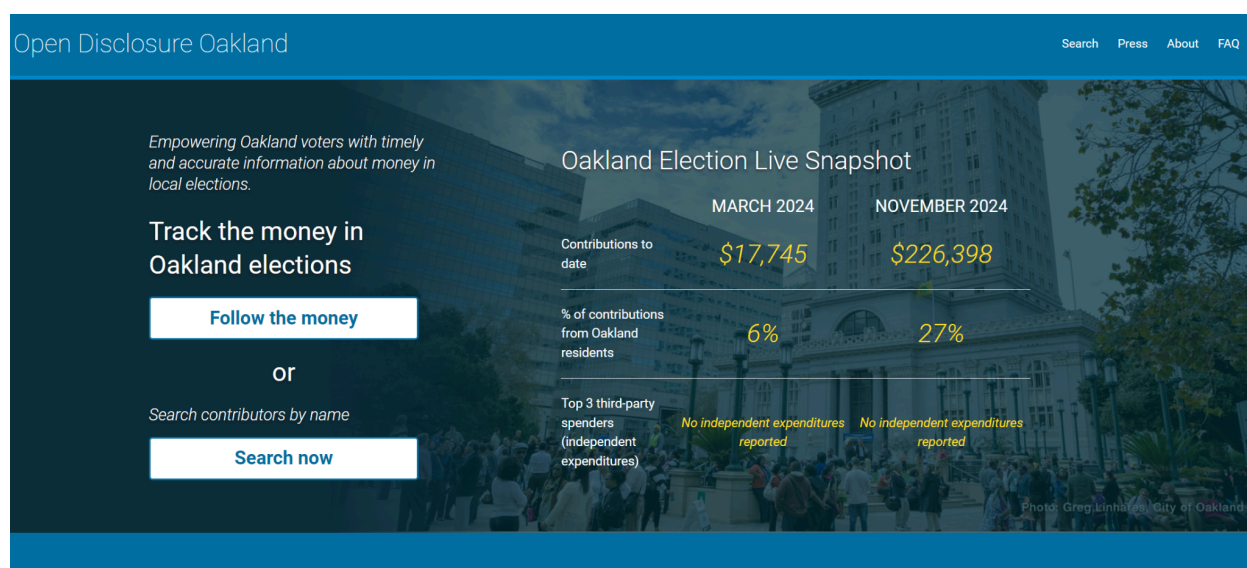 Open Disclosure Oakland
Search Press About FAQ
Empowering Oakland voters with timely
and accurate information about money in
local elections.
Track the money in
Oakland elections
Follow the money
or
Search contributors by name
Search now
Oakland Election Live Snapshot
MARCH 2024 NOVEMBER 2024
Contributions to
date
$17,745 $226,398
% of contributions
from Oakland
residents
6% 27%
Top 3 third-party
spenders
(independent
expenditures)
No independent expenditures
reported
No independent expenditures
reported
Photo: Greg Linhares, City of Oakland